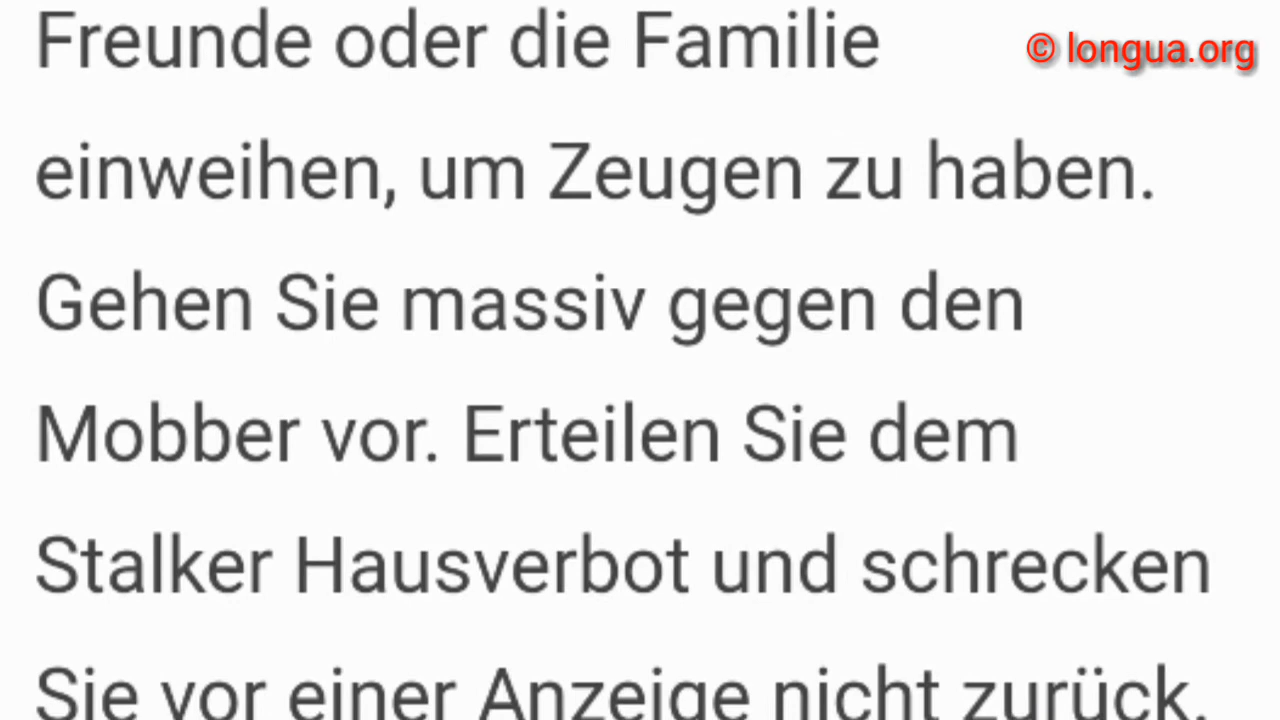 Freunde oder die Familie
© longua.org
einweihen, um Zeugen zu haben.
Gehen Sie massiv gegen den
Mobber vor. Erteilen Sie dem
Stalker Hausverbot und schrecken
Sie vor einer Anzeige nicht zurück.